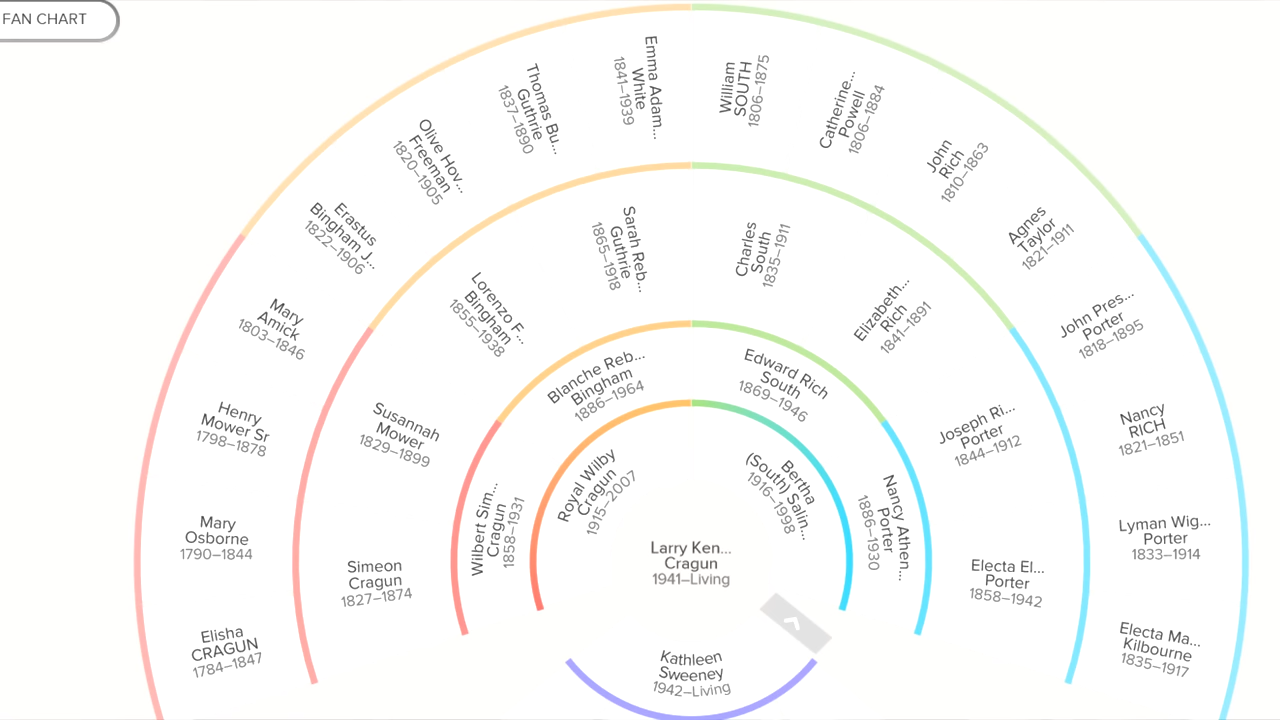 FAN CHART
Elisha
CRAGUN
1784–1847
Mary
Osborne
1790–1844
Henry
Mower Sr
1798–1878
Mary
Amick
1803–1846
Erastus
Bingham J...
1822–1906
Olive Hov...
Freeman
1820–1905
Thomas Bu...
Guthrie
1837–1890
Emma Adam...
White
1841–1939
William
SOUTH
1806–1875
Catherine...
Powell
1806–1884
John
Rich
1810–1863
Agnes
Taylor
1821–1911
John Pres...
Porter
1818–1895
Nancy
RICH
1821–1851
Lyman Wig...
Porter
1833–1914
Electa Ma...
Kilbourne
1835–1917
Simeon
Cragun
1827–1874
Susannah
Mower
1829–1899
Lorenzo F...
Bingham
1855–1938
Sarah Reb...
Guthrie
1865–1918
Charles
South
1835–1911
Elizabeth...
Rich
1841–1891
Joseph Ri...
Porter
1844–1912
Electa El...
Porter
1858–1942
Wilbert Sim...
Cragun
1858–1931
Blanche Reb...
Bingham
1886–1964
Edward Rich
South
1869–1946
Nancy Athen...
Porter
1886–1930
Royal Wilby
Cragun
1915–2007
Bertha
(South) Salin...
1916–1998
Larry Ken...
Cragun
1941–Living
Kathleen
Sweeney
1942–Living